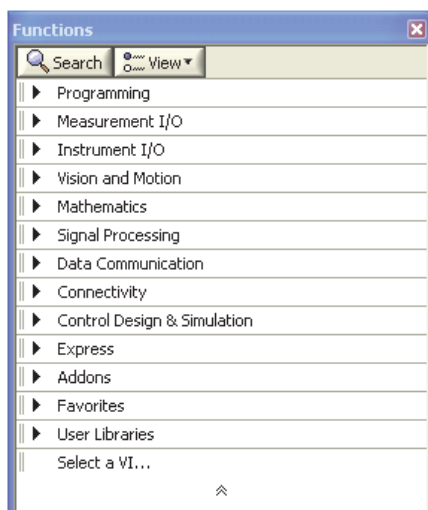 Functions
Search View
Programming
Measurement I/O
Instrument I/O
Vision and Motion
Mathematics
Signal Processing
Data Communication
Connectivity
Control Design & Simulation
Express
Addons
Favorites
User Libraries
Select a VI...